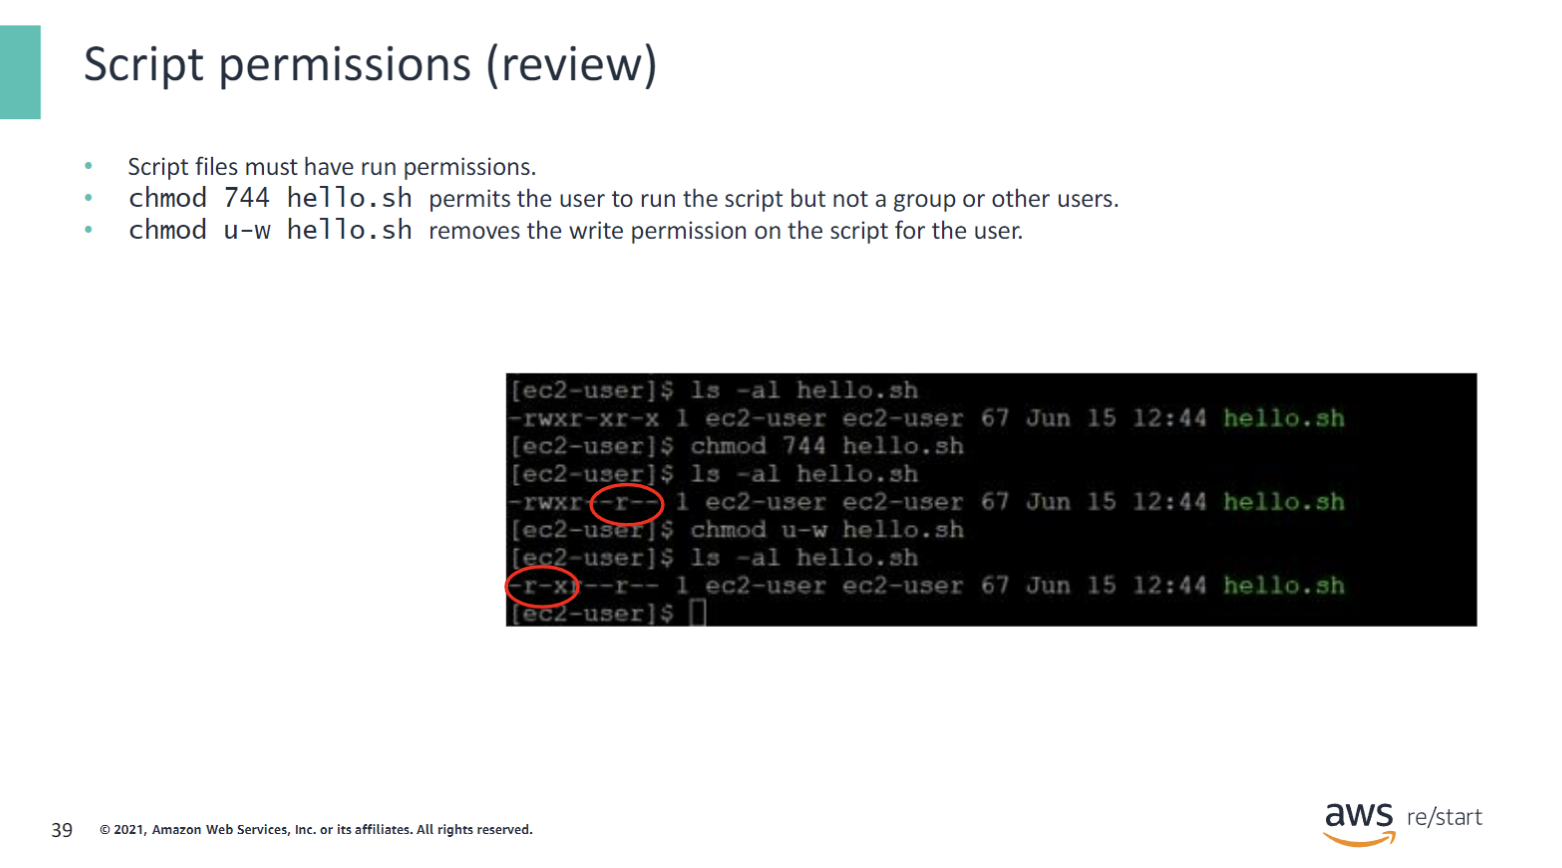 Script permissions (review)
• Script files must have run permissions.
• chmod 744 hello.sh permits the user to run the script but not a group or other users.
• chmod u-w hello.sh removes the write permission on the script for the user.
[ec2-user]$ ls -al hello.sh
-rwxr-xr-x 1 ec2-user ec2-user 67 Jun 15 12:44 hello.sh
[ec2-user]$ chmod 744 hello.sh
[ec2-user]$ ls -al hello.sh
-rwxr--r-- 1 ec2-user ec2-user 67 Jun 15 12:44 hello.sh
[ec2-user]$ chmod u-w hello.sh
[ec2-user]$ ls -al hello.sh
-r-xr--r-- 1 ec2-user ec2-user 67 Jun 15 12:44 hello.sh
[ec2-user]$
39 © 2021, Amazon Web Services, Inc. or its affiliates. All rights reserved.
aws re/start